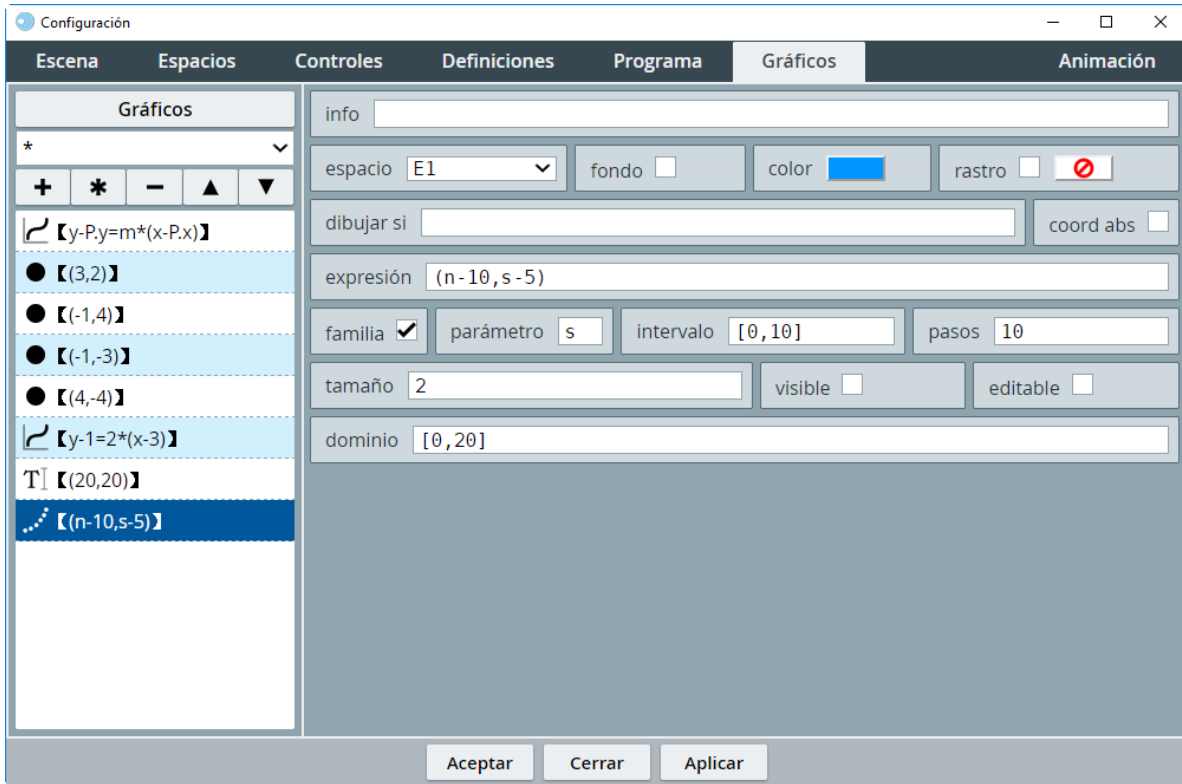 Configuración
Escena Espacios Controles Definiciones Programa Gráficos Animación
Gráficos
*
+ * −
【y-P.y=m*(x-P.x)】
【(3,2)】
【(-1,4)】
【(-1,-3)】
【(4,-4)】
【y-1=2*(x-3)】
T 【(20,20)】
【(n-10,s-5)】
info
espacio E1 fondo color rastro
dibujar si coord abs
expresión (n-10,s-5)
familia parámetro s intervalo [0,10] pasos 10
tamaño 2 visible editable
dominio [0,20]
Aceptar Cerrar Aplicar